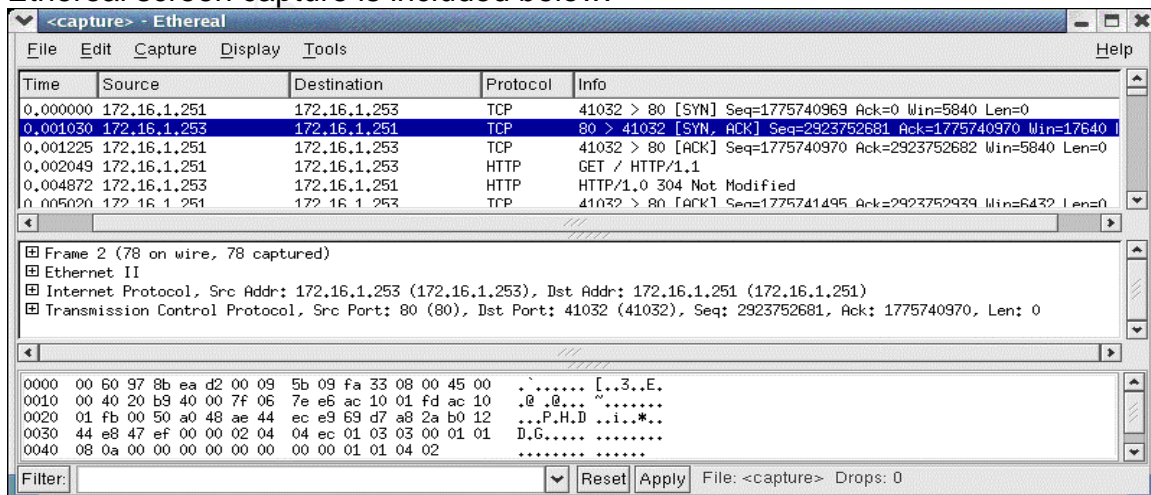 Ethereal screen capture is included below.
<capture> - Ethereal
File Edit Capture Display Tools Help
Time Source Destination Protocol Info
0.000000 172.16.1.251 172.16.1.253 TCP 41032 > 80 [SYN] Seq=1775740969 Ack=0 Win=5840 Len=0
0.001030 172.16.1.253 172.16.1.251 TCP 80 > 41032 [SYN, ACK] Seq=2923752681 Ack=1775740970 Win=17640
0.001225 172.16.1.251 172.16.1.253 TCP 41032 > 80 [ACK] Seq=1775740970 Ack=2923752682 Win=5840 Len=0
0.002049 172.16.1.251 172.16.1.253 HTTP GET / HTTP/1.1
0.004872 172.16.1.253 172.16.1.251 HTTP HTTP/1.0 304 Not Modified
0.005020 172.16.1.251 172.16.1.253 TCP 41032 > 80 [ACK] Seq=1775741495 Ack=2923752939 Win=6432 Len=0
Frame 2 (78 on wire, 78 captured)
Ethernet II
Internet Protocol, Src Addr: 172.16.1.253 (172.16.1.253), Dst Addr: 172.16.1.251 (172.16.1.251)
Transmission Control Protocol, Src Port: 80 (80), Dst Port: 41032 (41032), Seq: 2923752681, Ack: 1775740970, Len: 0
0000 00 60 97 8b ea d2 00 09 5b 09 fa 33 08 00 45 00 .`...... [..3..E.
0010 00 40 20 b9 40 00 7f 06 7e e6 ac 10 01 fd ac 10 .@ .@... ~.......
0020 01 fb 00 50 a0 48 ae 44 ec e9 69 d7 a8 2a b0 12 ...P.H.D ..i..*..
0030 44 e8 47 ef 00 00 02 04 04 ec 01 03 03 00 01 01 D.G..... ........
0040 08 0a 00 00 00 00 00 00 00 00 01 01 04 02 ........ ......
Filter: Reset Apply File: <capture> Drops: 0